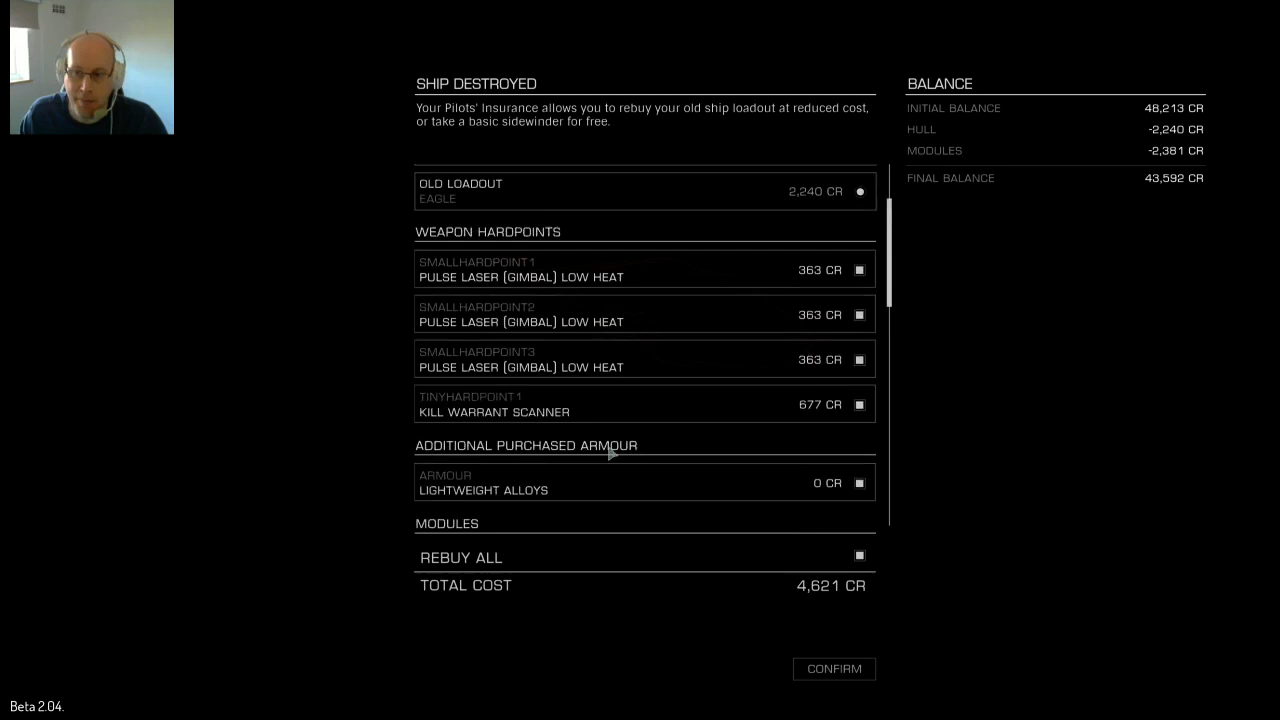 SHIP DESTROYED
Your Pilots' Insurance allows you to rebuy your old ship loadout at reduced cost,
or take a basic sidewinder for free.
OLD LOADOUT
EAGLE
2,240 CR
WEAPON HARDPOINTS
SMALLHARDPOINT1
PULSE LASER (GIMBAL) LOW HEAT
363 CR
SMALLHARDPOINT2
PULSE LASER (GIMBAL) LOW HEAT
363 CR
SMALLHARDPOINT3
PULSE LASER (GIMBAL) LOW HEAT
363 CR
TINYHARDPOINT1
KILL WARRANT SCANNER
677 CR
ADDITIONAL PURCHASED ARMOUR
ARMOUR
LIGHTWEIGHT ALLOYS
0 CR
MODULES
REBUY ALL
TOTAL COST 4,621 CR
CONFIRM
BALANCE
INITIAL BALANCE 48,213 CR
HULL -2,240 CR
MODULES -2,381 CR
FINAL BALANCE 43,592 CR
Beta 2.04.